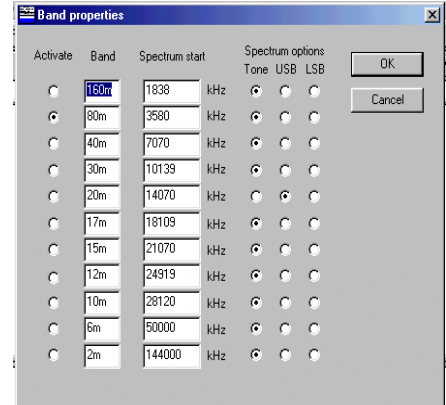 Band properties
Spectrum options
Activate Band Spectrum start Tone USB LSB
OK
Cancel
160m 1838 kHz
80m 3580 kHz
40m 7070 kHz
30m 10139 kHz
20m 14070 kHz
17m 18109 kHz
15m 21070 kHz
12m 24919 kHz
10m 28120 kHz
6m 50000 kHz
2m 144000 kHz